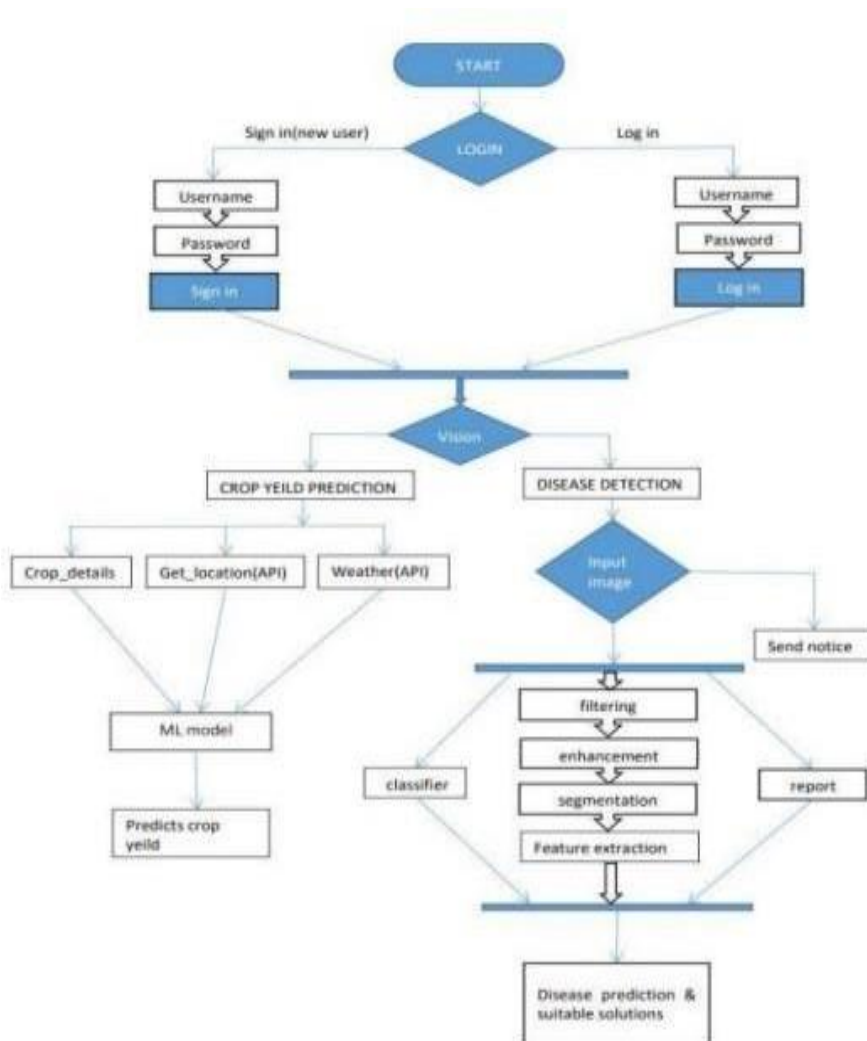 START
Sign in(new user)
LOGIN
Log in
Username
Username
Password
Password
Sign in
Log in
Vision
CROP YEILD PREDICTION
DISEASE DETECTION
Crop_details
Get_location(API)
Weather(API)
Input
image
Send notice
filtering
ML model
enhancement
classifier
report
segmentation
Predicts crop
yeild
Feature extraction
Disease prediction &
suitable solutions